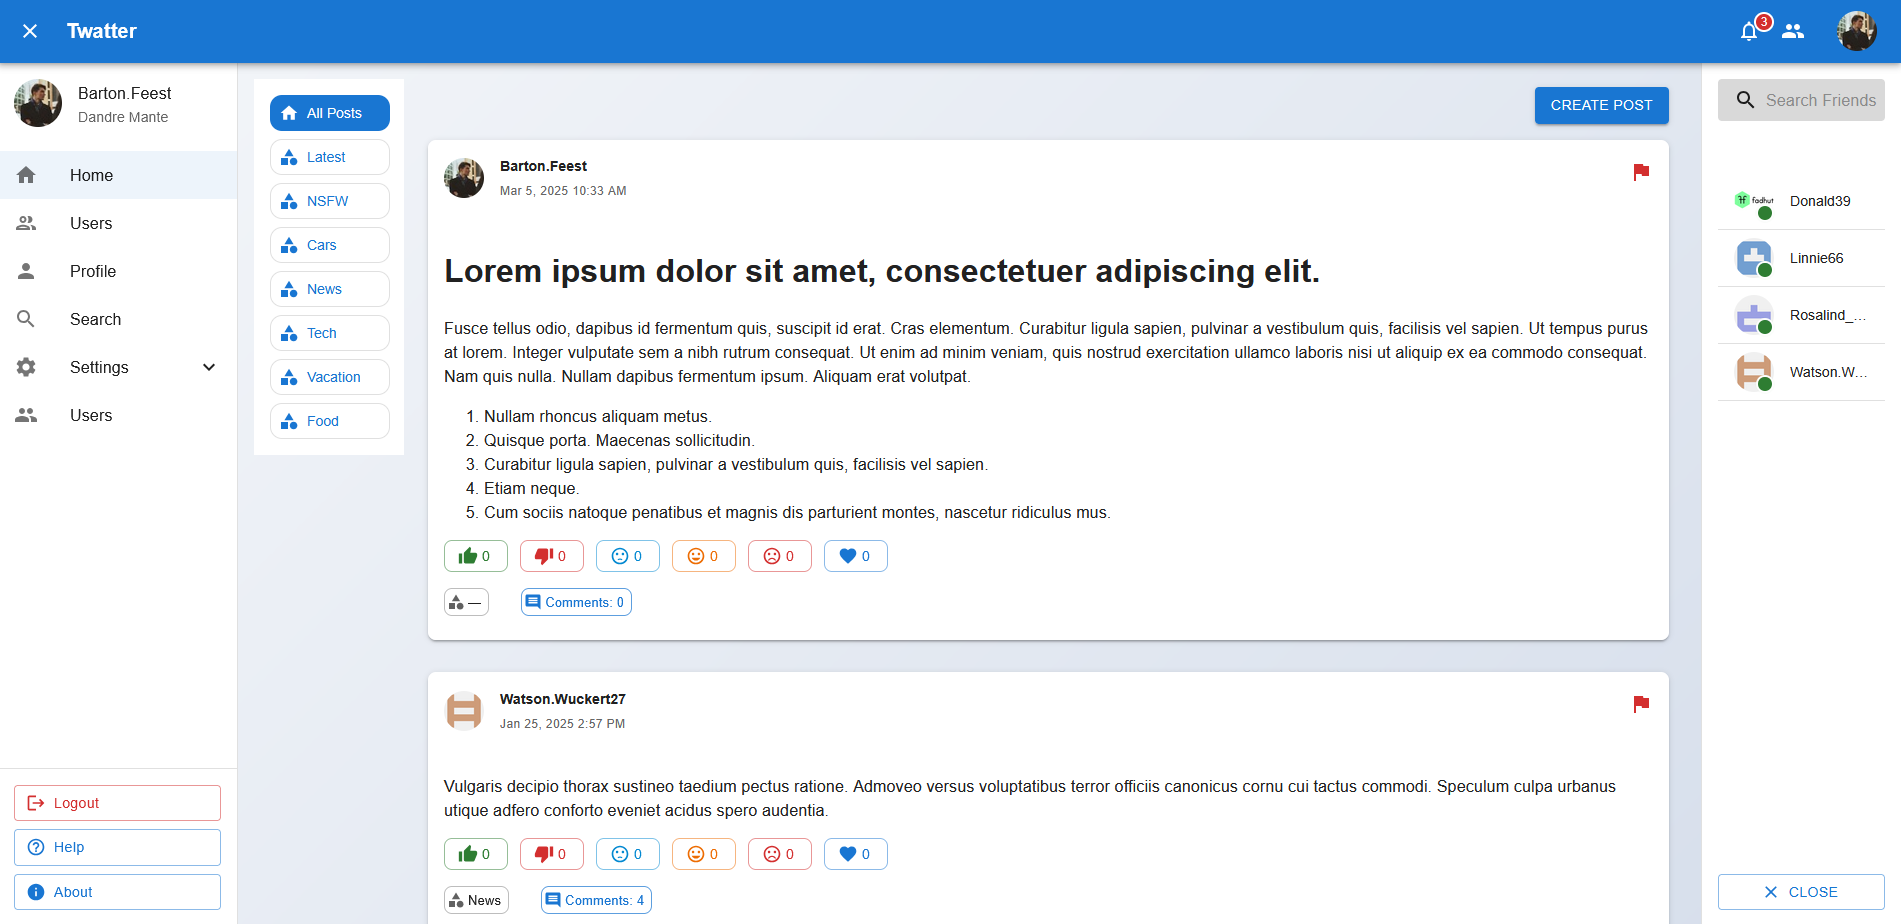 Twatter
3
Barton.Feest
Dandre Mante
Home
Users
Profile
Search
Settings
Users
Logout
Help
About
All Posts
Latest
NSFW
Cars
News
Tech
Vacation
Food
CREATE POST
Barton.Feest
Mar 5, 2025 10:33 AM
Lorem ipsum dolor sit amet, consectetuer adipiscing elit.
Fusce tellus odio, dapibus id fermentum quis, suscipit id erat. Cras elementum. Curabitur ligula sapien, pulvinar a vestibulum quis, facilisis vel sapien. Ut tempus purus
at lorem. Integer vulputate sem a nibh rutrum consequat. Ut enim ad minim veniam, quis nostrud exercitation ullamco laboris nisi ut aliquip ex ea commodo consequat.
Nam quis nulla. Nullam dapibus fermentum ipsum. Aliquam erat volutpat.
1. Nullam rhoncus aliquam metus.
2. Quisque porta. Maecenas sollicitudin.
3. Curabitur ligula sapien, pulvinar a vestibulum quis, facilisis vel sapien.
4. Etiam neque.
5. Cum sociis natoque penatibus et magnis dis parturient montes, nascetur ridiculus mus.
0 0 0 0 0 0
— Comments: 0
Watson.Wuckert27
Jan 25, 2025 2:57 PM
Vulgaris decipio thorax sustineo taedium pectus ratione. Admoveo versus voluptatibus terror officiis canonicus cornu cui tactus commodi. Speculum culpa urbanus
utique adfero conforto eveniet acidus spero audentia.
0 0 0 0 0 0
News Comments: 4
Search Friends
fadhut
Donald39
Linnie66
Rosalind_...
Watson.W...
CLOSE